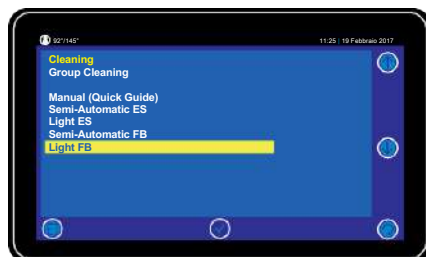 92°/145°
11:25 | 19 Febbraio 2017
Cleaning
Group Cleaning
Manual (Quick Guide)
Semi-Automatic ES
Light ES
Semi-Automatic FB
Light FB